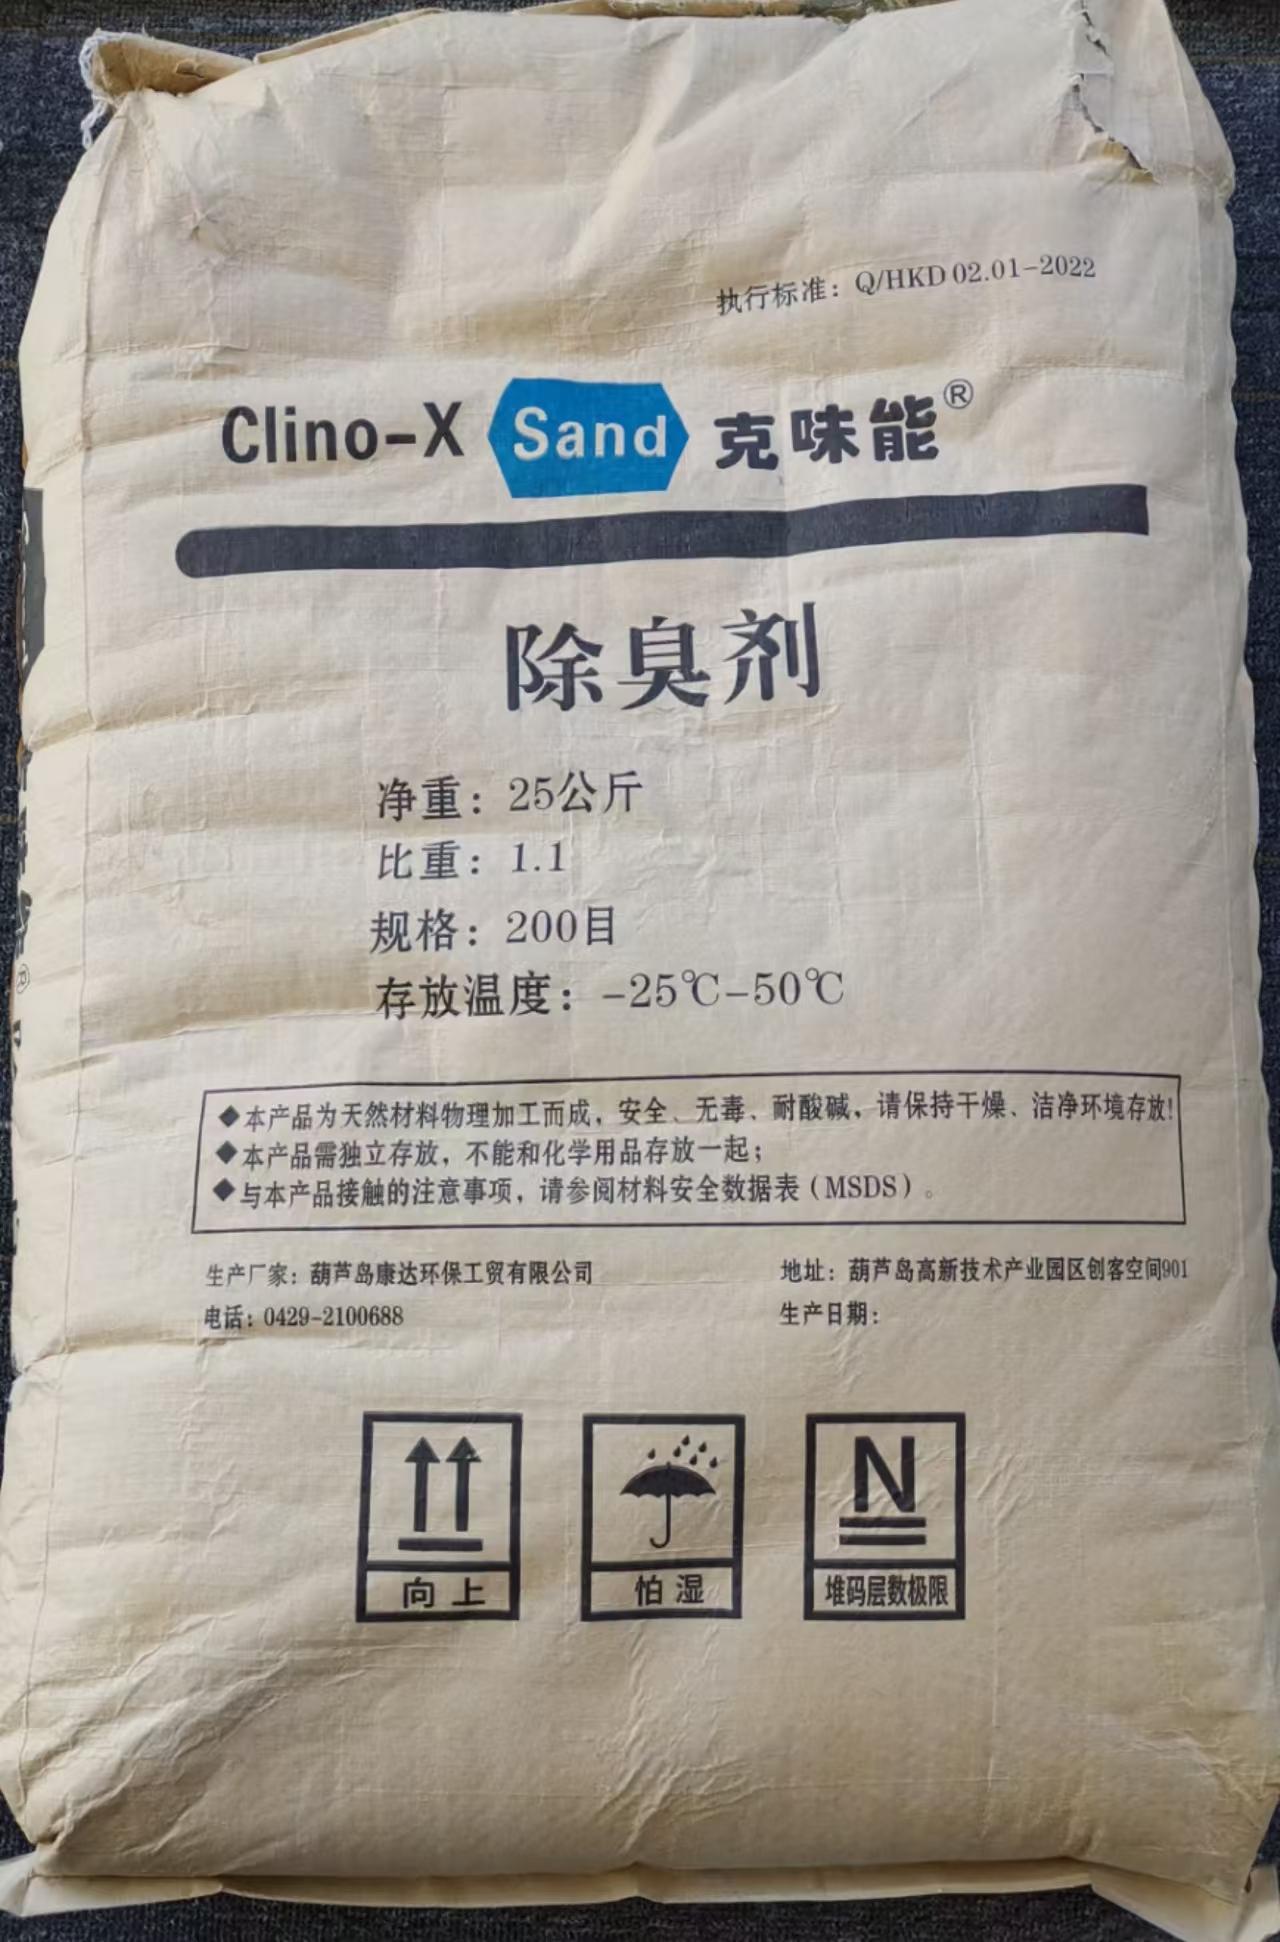 执行标准：Q/HKD 02.01-2022
Clino-X Sand 克味能®
除臭剂
净重：25公斤
比重：1.1
规格：200目
存放温度：-25℃-50℃
◆本产品为天然材料物理加工而成，安全、无毒、耐酸碱，请保持干燥、洁净环境存放!
◆本产品需独立存放，不能和化学用品存放一起；
◆与本产品接触的注意事项，请参阅材料安全数据表（MSDS）。
生产厂家：葫芦岛康达环保工贸有限公司
地址：葫芦岛高新技术产业园区创客空间901
电话：0429-2100688
生产日期：
N
向上
怕湿
堆码层数极限